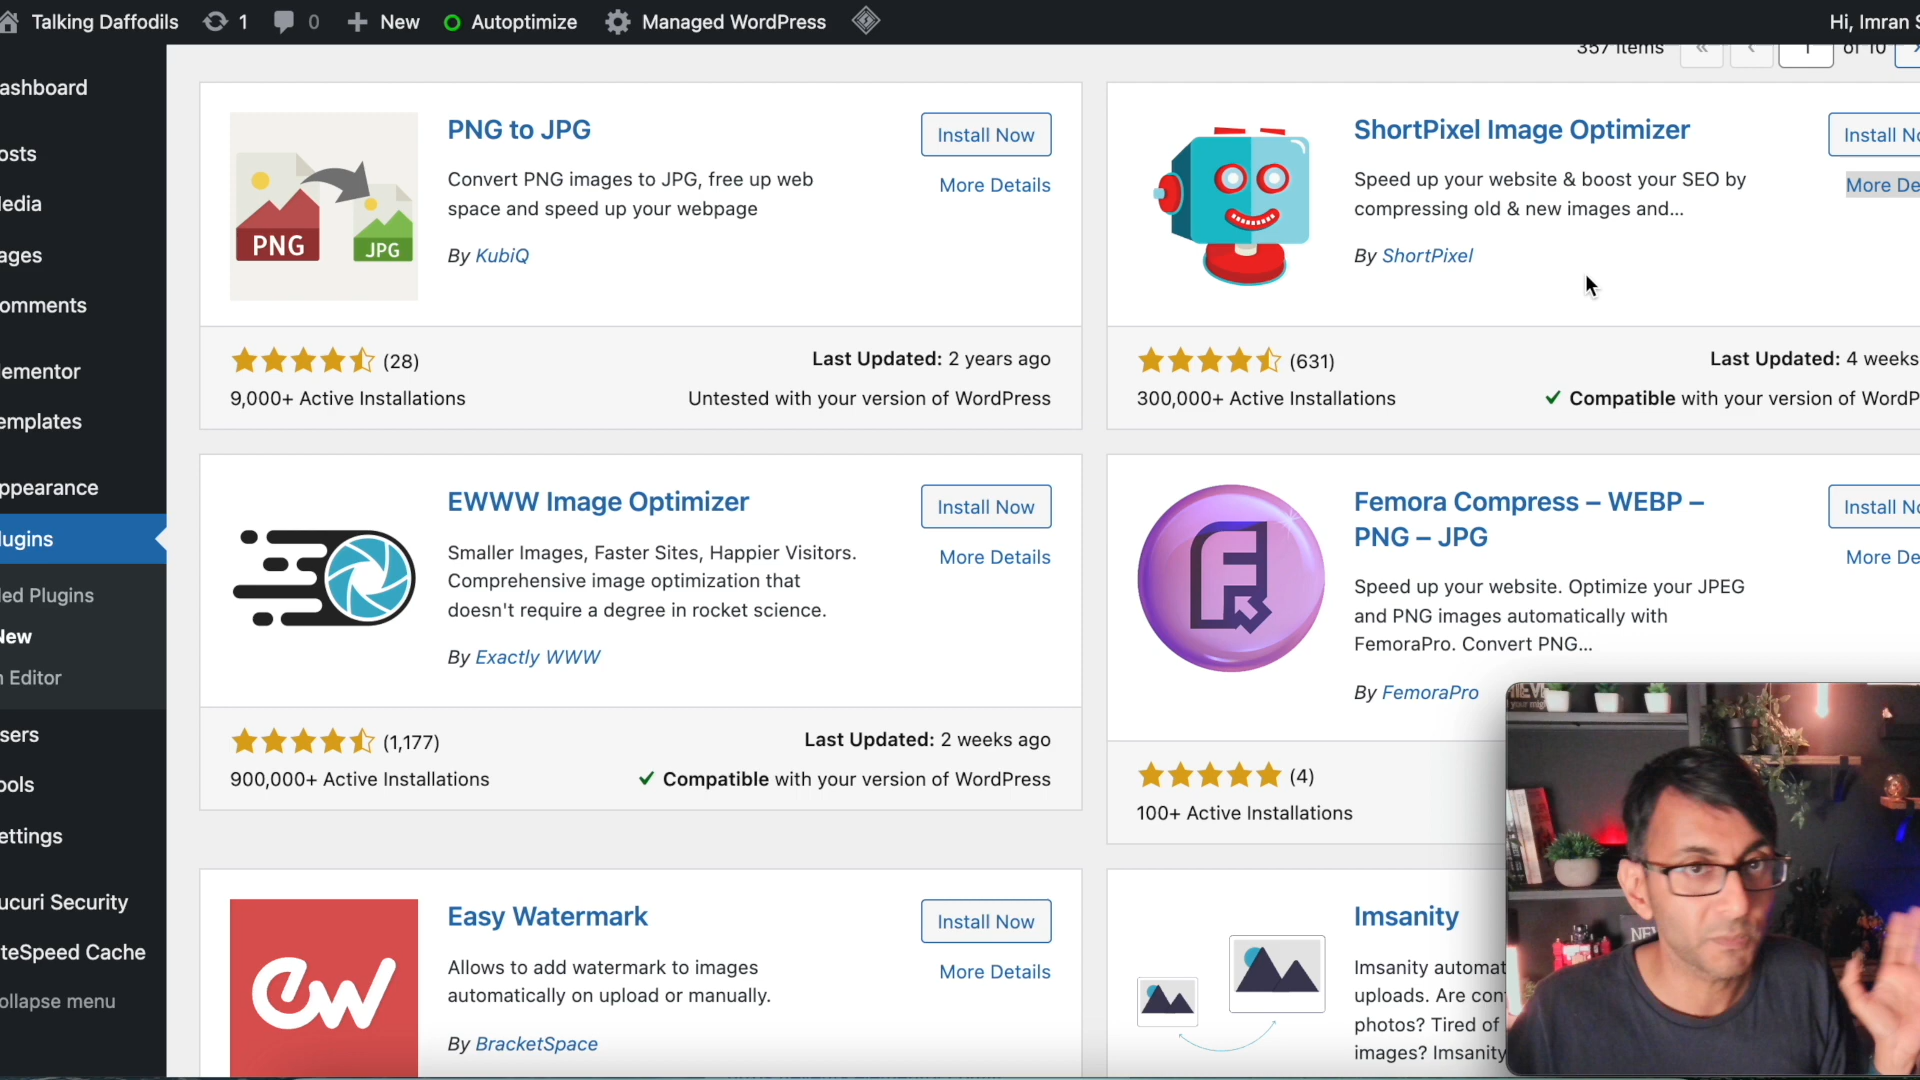 Talking Daffodils 1 0 New Autoptimize Managed WordPress Hi, Imran S
ashboard
osts
edia
ages
omments
ementor
emplates
ppearance
lugins
led Plugins
New
n Editor
sers
ools
ettings
ucuri Security
teSpeed Cache
ollapse menu
357 items « ‹ 1 of 10
PNG to JPG
Install Now
Convert PNG images to JPG, free up web
space and speed up your webpage
More Details
By KubiQ
PNG
JPG
(28)
Last Updated: 2 years ago
9,000+ Active Installations
Untested with your version of WordPress
ShortPixel Image Optimizer
Install No
Speed up your website & boost your SEO by
compressing old & new images and...
More De
By ShortPixel
(631)
Last Updated: 4 weeks
300,000+ Active Installations
✔ Compatible with your version of WordP
EWWW Image Optimizer
Install Now
Smaller Images, Faster Sites, Happier Visitors.
Comprehensive image optimization that
doesn't require a degree in rocket science.
More Details
By Exactly WWW
(1,177)
Last Updated: 2 weeks ago
900,000+ Active Installations
✔ Compatible with your version of WordPress
Femora Compress – WEBP –
PNG – JPG
Install No
Speed up your website. Optimize your JPEG
and PNG images automatically with
FemoraPro. Convert PNG...
More De
By FemoraPro
(4)
100+ Active Installations
Easy Watermark
Install Now
Allows to add watermark to images
automatically on upload or manually.
More Details
By BracketSpace
ew
Imsanity
Imsanity automat
uploads. Are con
photos? Tired of
images? Imsanity